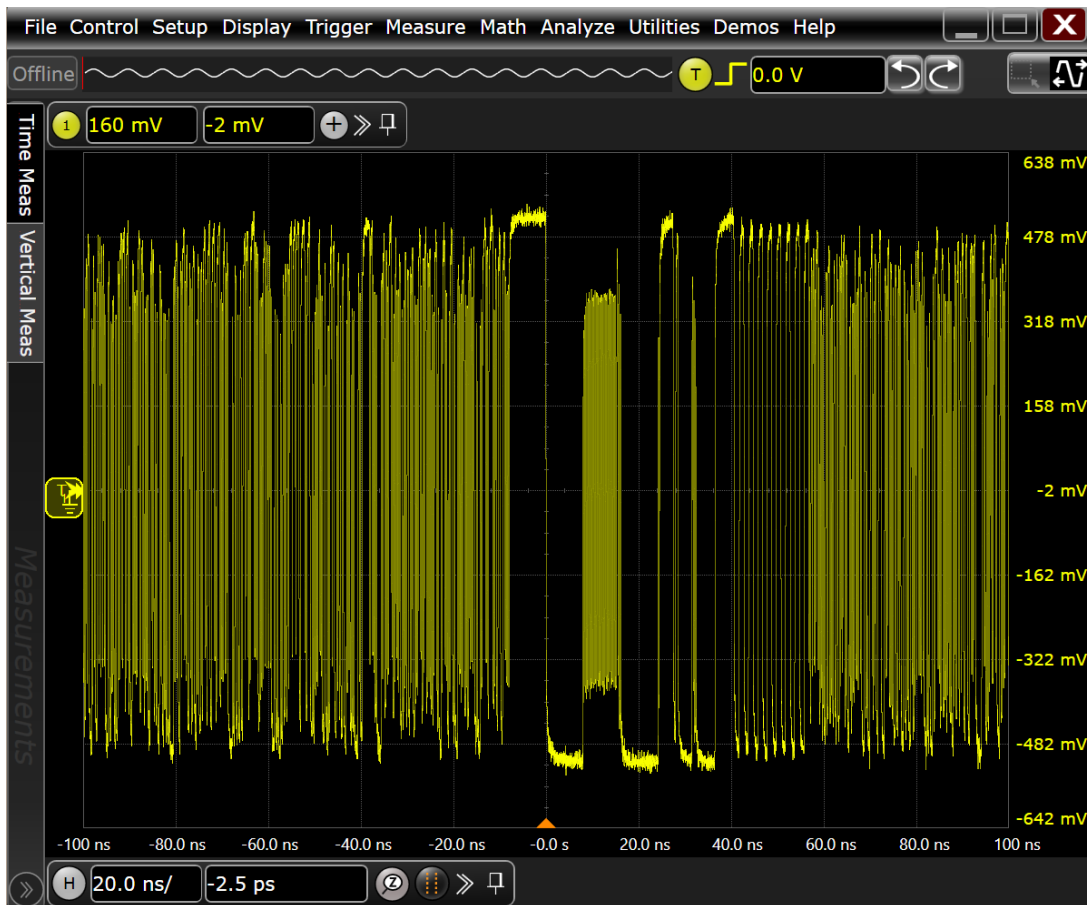 File Control Setup Display Trigger Measure Math Analyze Utilities Demos Help
Offline T 0.0 V
1 160 mV -2 mV
Time Meas
Vertical Meas
Measurements
638 mV
478 mV
318 mV
158 mV
-2 mV
-162 mV
-322 mV
-482 mV
-642 mV
T
-100 ns -80.0 ns -60.0 ns -40.0 ns -20.0 ns -0.0 s 20.0 ns 40.0 ns 60.0 ns 80.0 ns 100 ns
H 20.0 ns/ -2.5 ps Z